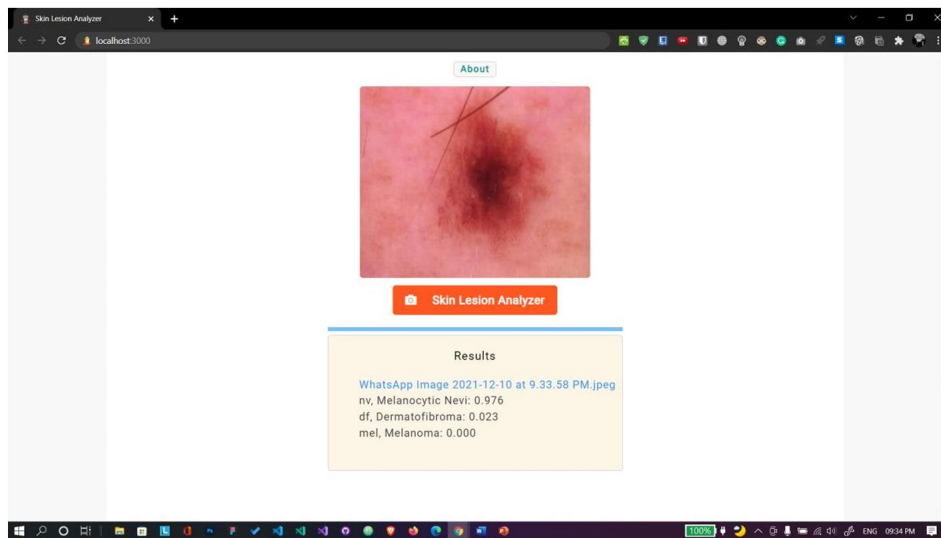 Skin Lesion Analyzer
localhost:3000
About
Skin Lesion Analyzer
Results
WhatsApp Image 2021-12-10 at 9.33.58 PM.jpeg
nv, Melanocytic Nevi: 0.976
df, Dermatofibroma: 0.023
mel, Melanoma: 0.000
100% ENG 09:34 PM